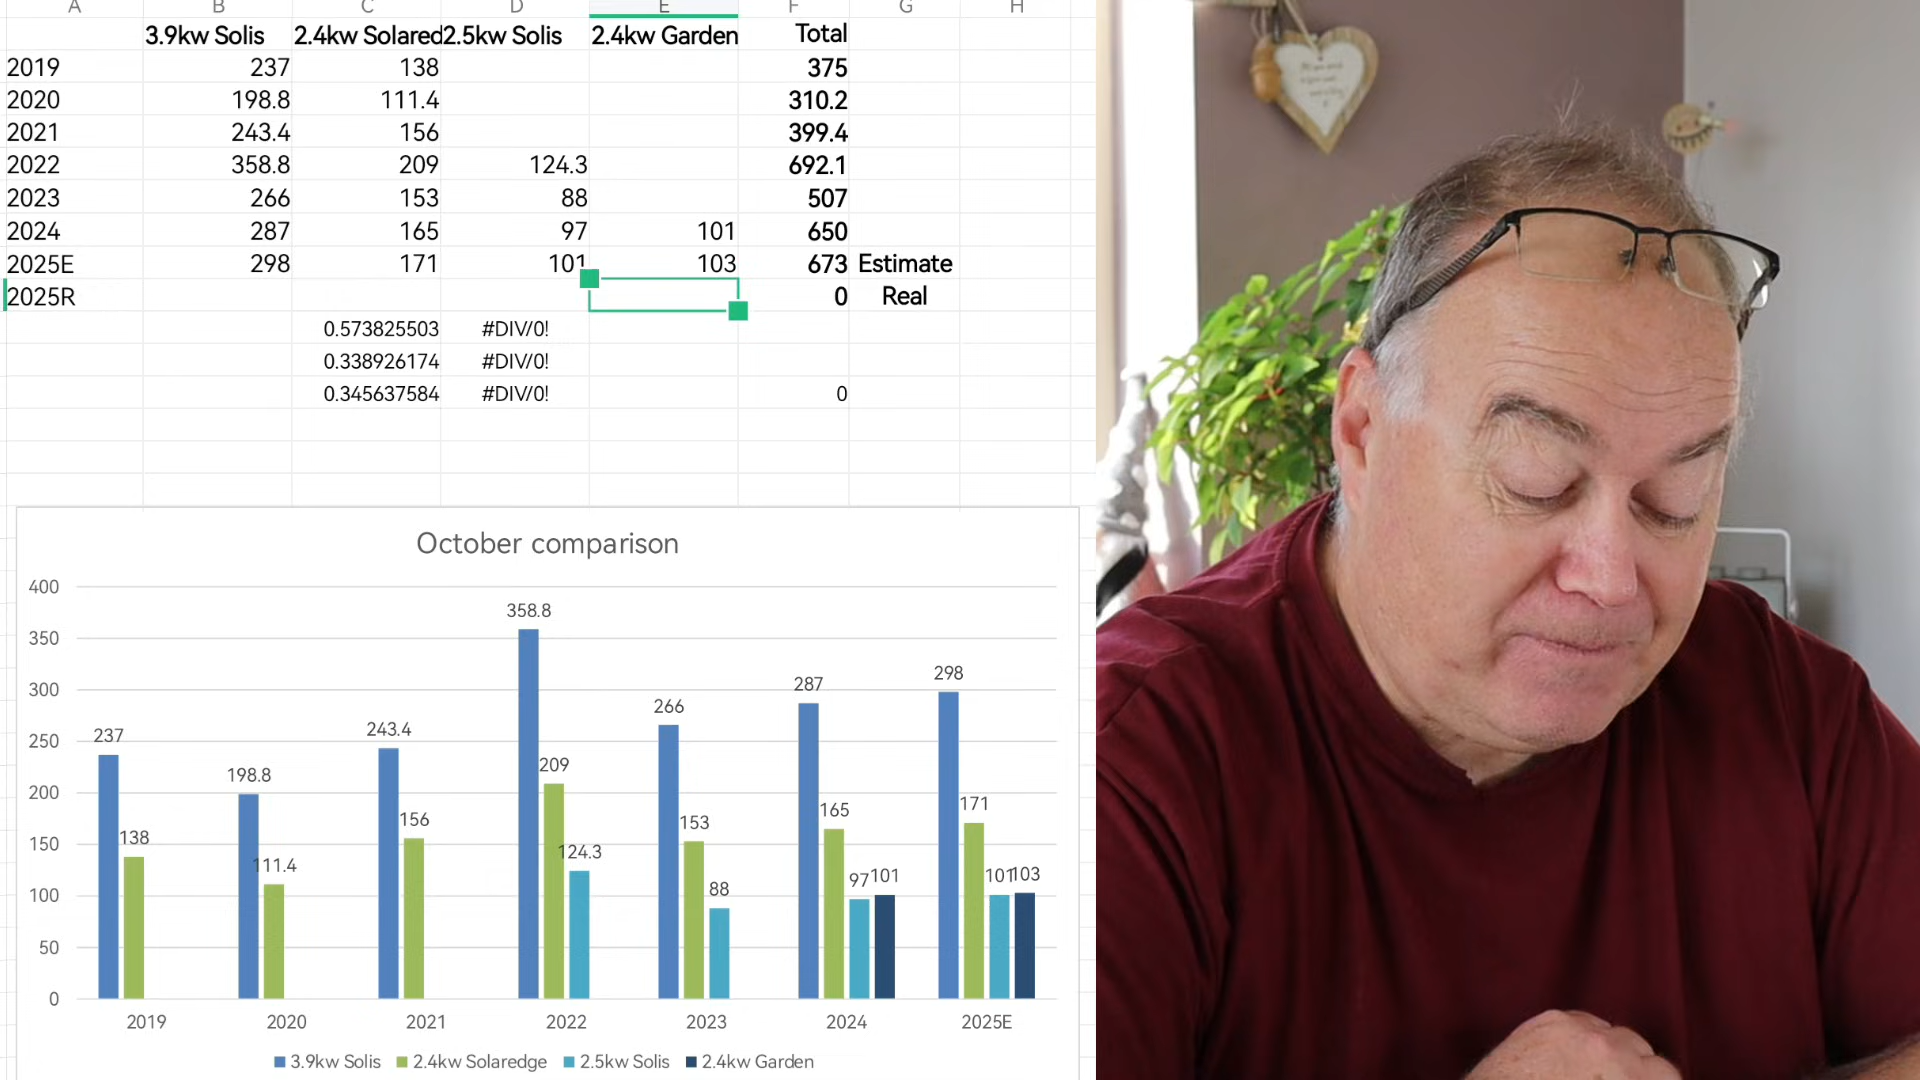 A B C D E F G H
3.9kw Solis 2.4kw Solared 2.5kw Solis 2.4kw Garden Total
2019 237 138 375
2020 198.8 111.4 310.2
2021 243.4 156 399.4
2022 358.8 209 124.3 692.1
2023 266 153 88 507
2024 287 165 97 101 650
2025E 298 171 101 103 673 Estimate
2025R 0 Real
0.573825503 #DIV/0!
0.338926174 #DIV/0!
0.345637584 #DIV/0! 0
October comparison
400
350
300
250
200
150
100
50
0
237
138
198.8
111.4
243.4
156
358.8
209
124.3
266
153
88
287
165
97
101
298
171
101
103
2019 2020 2021 2022 2023 2024 2025E
3.9kw Solis 2.4kw Solaredge 2.5kw Solis 2.4kw Garden